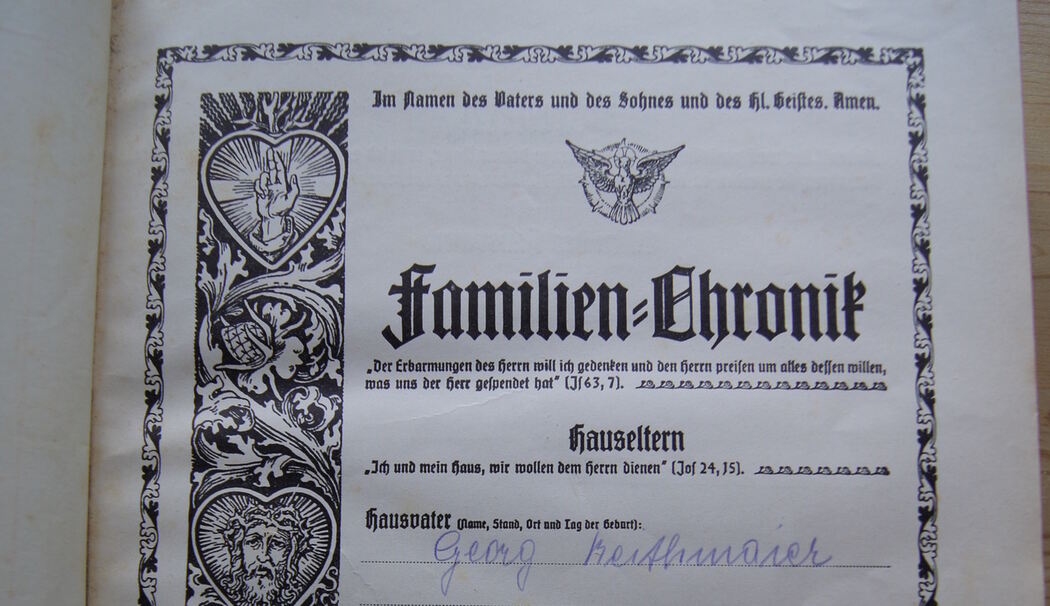 Im Namen des Vaters und des Sohnes und des Hl. Geistes. Amen.
Familien=Chronik
„Der Erbarmungen des Herrn will ich gedenken und den Herrn preisen um alles dessen willen,
was uns der Herr gespendet hat“ (Js 63, 7).
Hauseltern
„Ich und mein Haus, wir wollen dem Herrn dienen“ (Jos 24, 15).
Hausvater (Name, Stand, Ort und Tag der Geburt):
Georg Reithmaier